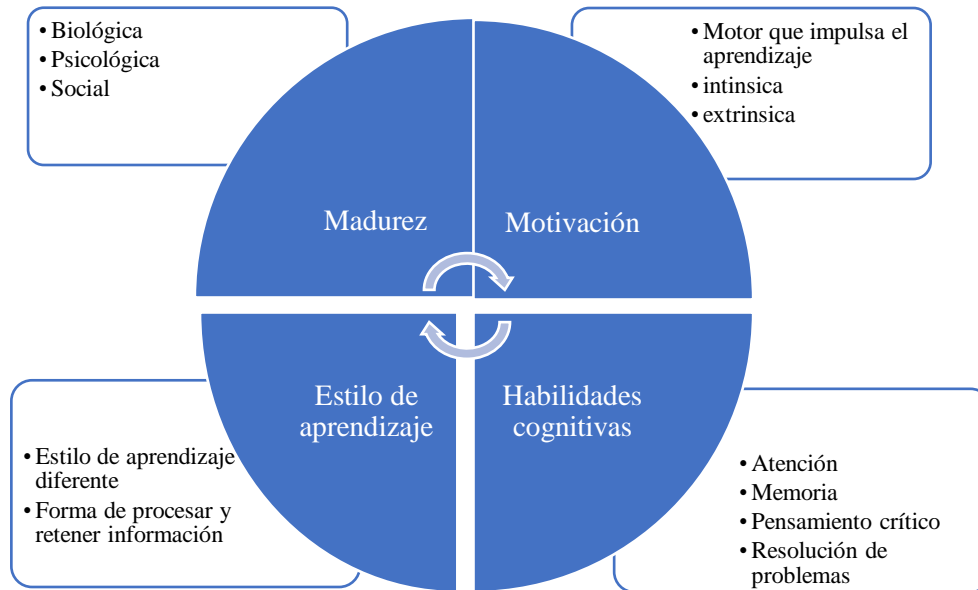 • Biológica
• Psicológica
• Social
• Motor que impulsa el
aprendizaje
• intinsica
• extrinsica
Madurez
Motivación
Estilo de
aprendizaje
Habilidades
cognitivas
• Estilo de aprendizaje
diferente
• Forma de procesar y
retener información
• Atención
• Memoria
• Pensamiento crítico
• Resolución de
problemas